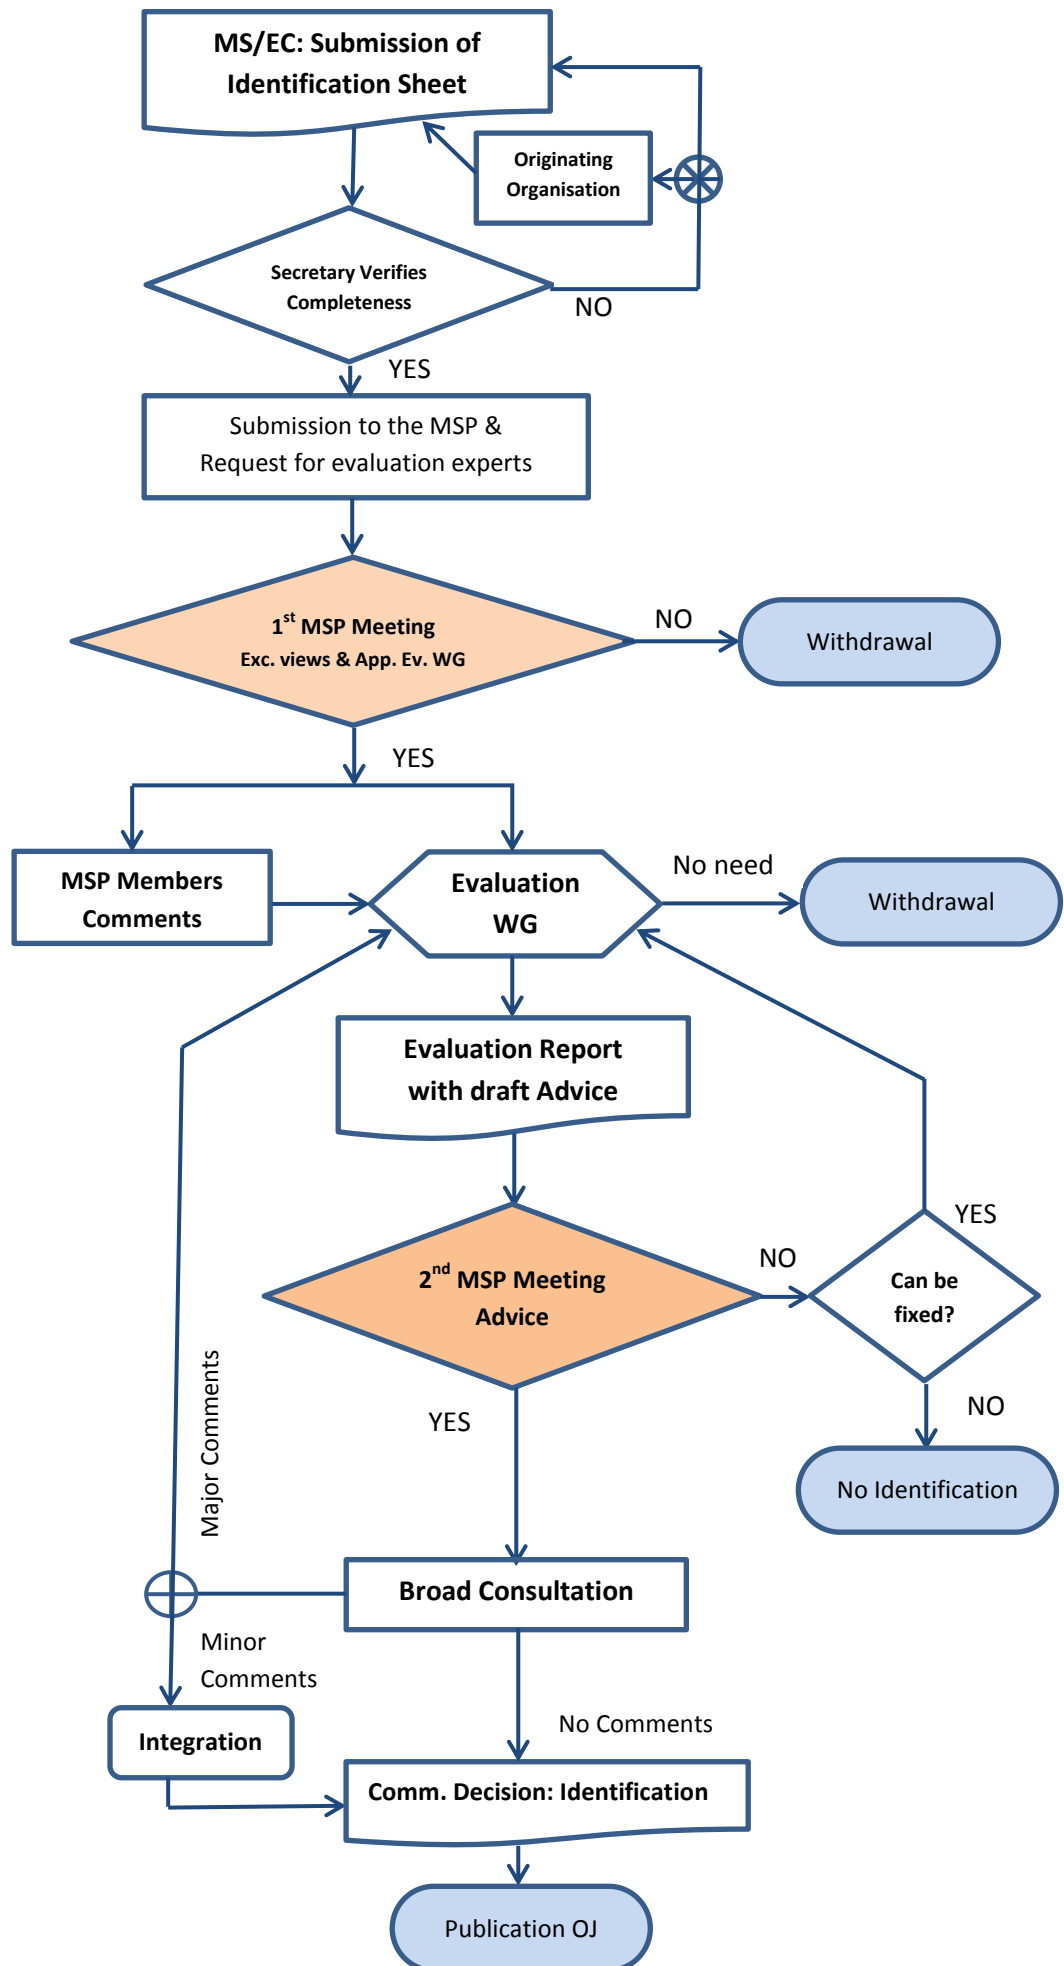 MS/EC: Submission of
Identification Sheet
Originating
Organisation
Secretary Verifies
Completeness
NO
YES
Submission to the MSP &
Request for evaluation experts
1st MSP Meeting
Exc. views & App. Ev. WG
NO
Withdrawal
YES
MSP Members
Comments
Evaluation
WG
No need
Withdrawal
Evaluation Report
with draft Advice
2nd MSP Meeting
Advice
NO
Can be
fixed?
YES
NO
No Identification
YES
Major Comments
Broad Consultation
Minor
Comments
Integration
No Comments
Comm. Decision: Identification
Publication OJ